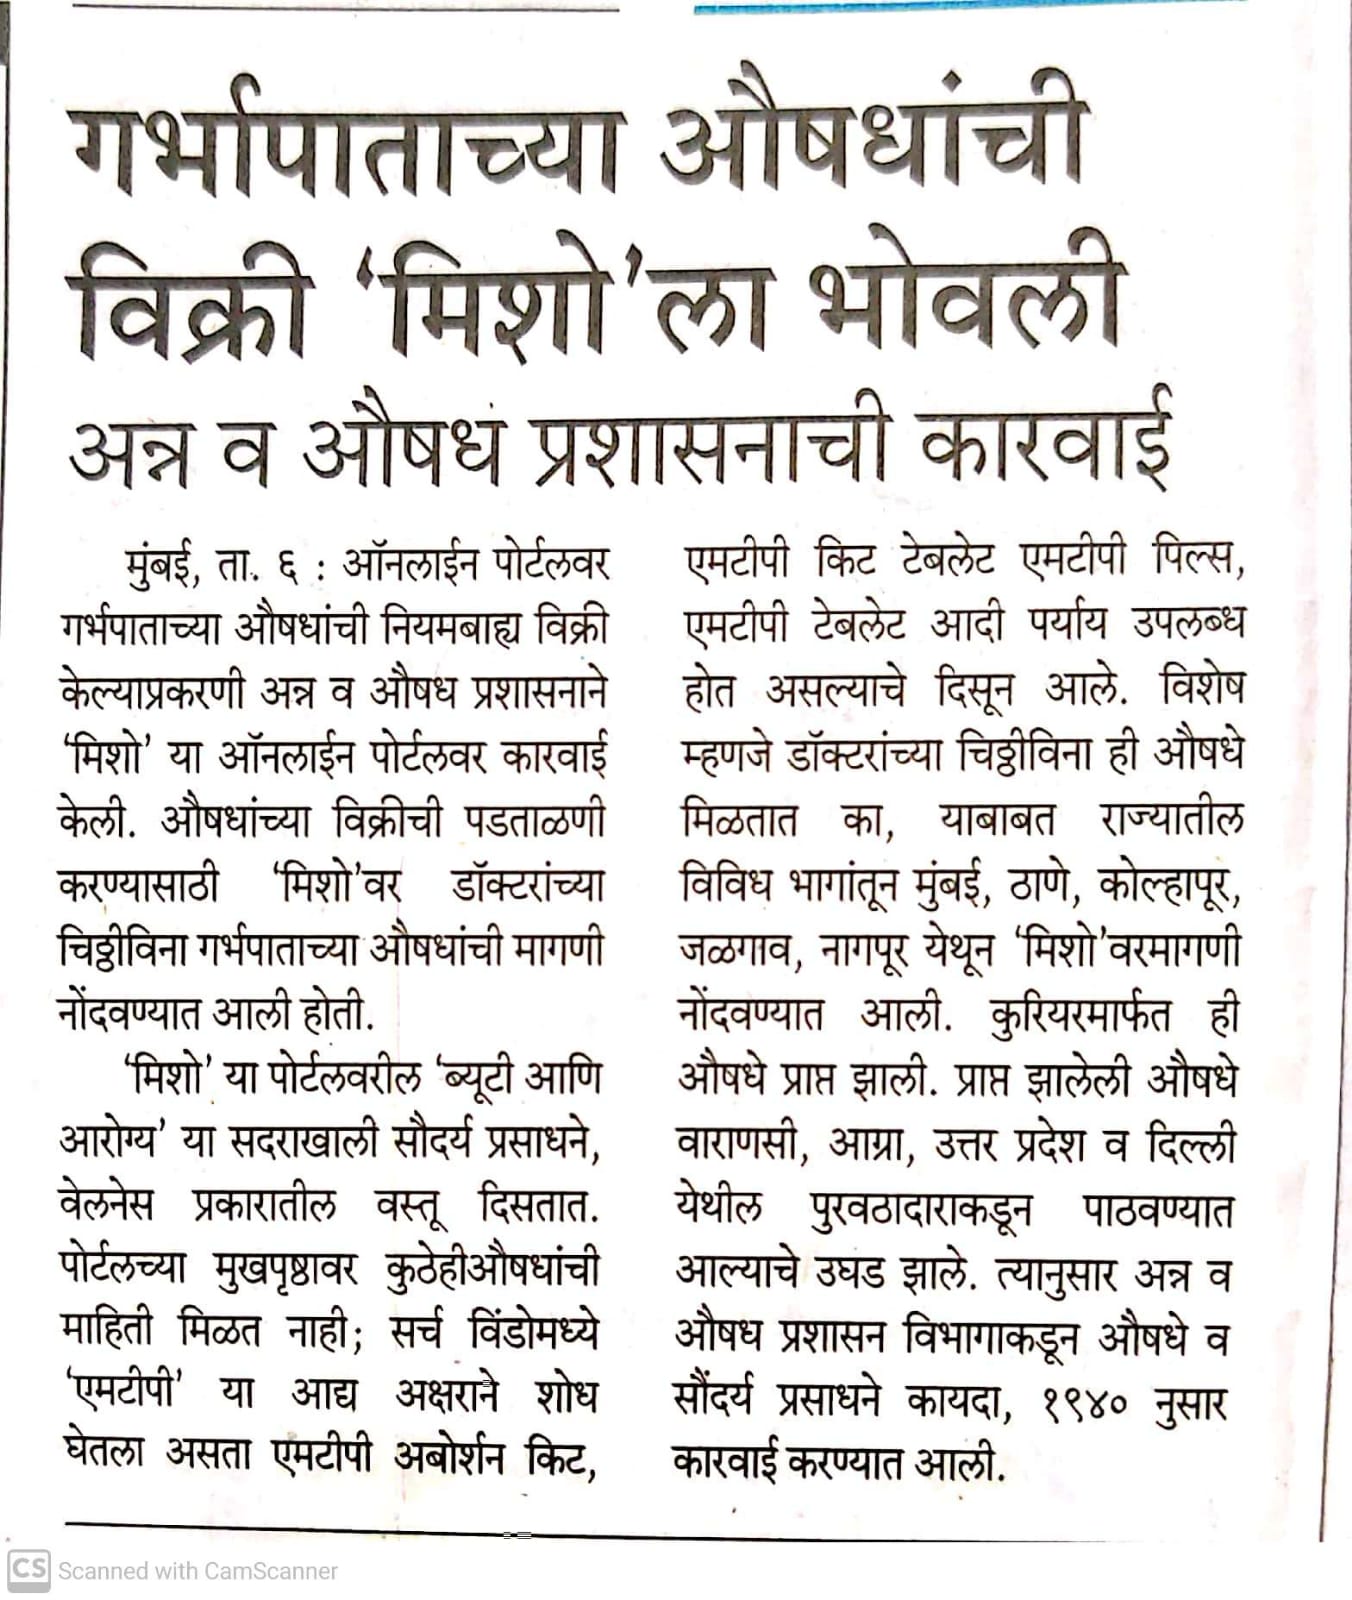 गर्भापाताच्या औषधांची
विक्री ‘मिशो’ला भोवली
अन्न व औषध प्रशासनाची कारवाई
मुंबई, ता. ६ : ऑनलाईन पोर्टलवर
गर्भपाताच्या औषधांची नियमबाह्य विक्री
केल्याप्रकरणी अन्न व औषध प्रशासनाने
‘मिशो’ या ऑनलाईन पोर्टलवर कारवाई
केली. औषधांच्या विक्रीची पडताळणी
करण्यासाठी ‘मिशो’वर डॉक्टरांच्या
चिठ्ठीविना गर्भपाताच्या औषधांची मागणी
नोंदवण्यात आली होती.
‘मिशो’ या पोर्टलवरील ‘ब्यूटी आणि
आरोग्य’ या सदराखाली सौदर्य प्रसाधने,
वेलनेस प्रकारातील वस्तू दिसतात.
पोर्टलच्या मुखपृष्ठावर कुठेहीऔषधांची
माहिती मिळत नाही; सर्च विंडोमध्ये
‘एमटीपी’ या आद्य अक्षराने शोध
घेतला असता एमटीपी अबोर्शन किट,
एमटीपी किट टेबलेट एमटीपी पिल्स,
एमटीपी टेबलेट आदी पर्याय उपलब्ध
होत असल्याचे दिसून आले. विशेष
म्हणजे डॉक्टरांच्या चिठ्ठीविना ही औषधे
मिळतात का, याबाबत राज्यातील
विविध भागांतून मुंबई, ठाणे, कोल्हापूर,
जळगाव, नागपूर येथून ‘मिशो’वरमागणी
नोंदवण्यात आली. कुरियरमार्फत ही
औषधे प्राप्त झाली. प्राप्त झालेली औषधे
वाराणसी, आग्रा, उत्तर प्रदेश व दिल्ली
येथील पुरवठादाराकडून पाठवण्यात
आल्याचे उघड झाले. त्यानुसार अन्न व
औषध प्रशासन विभागाकडून औषधे व
सौंदर्य प्रसाधने कायदा, १९४० नुसार
कारवाई करण्यात आली.
CS Scanned with CamScanner